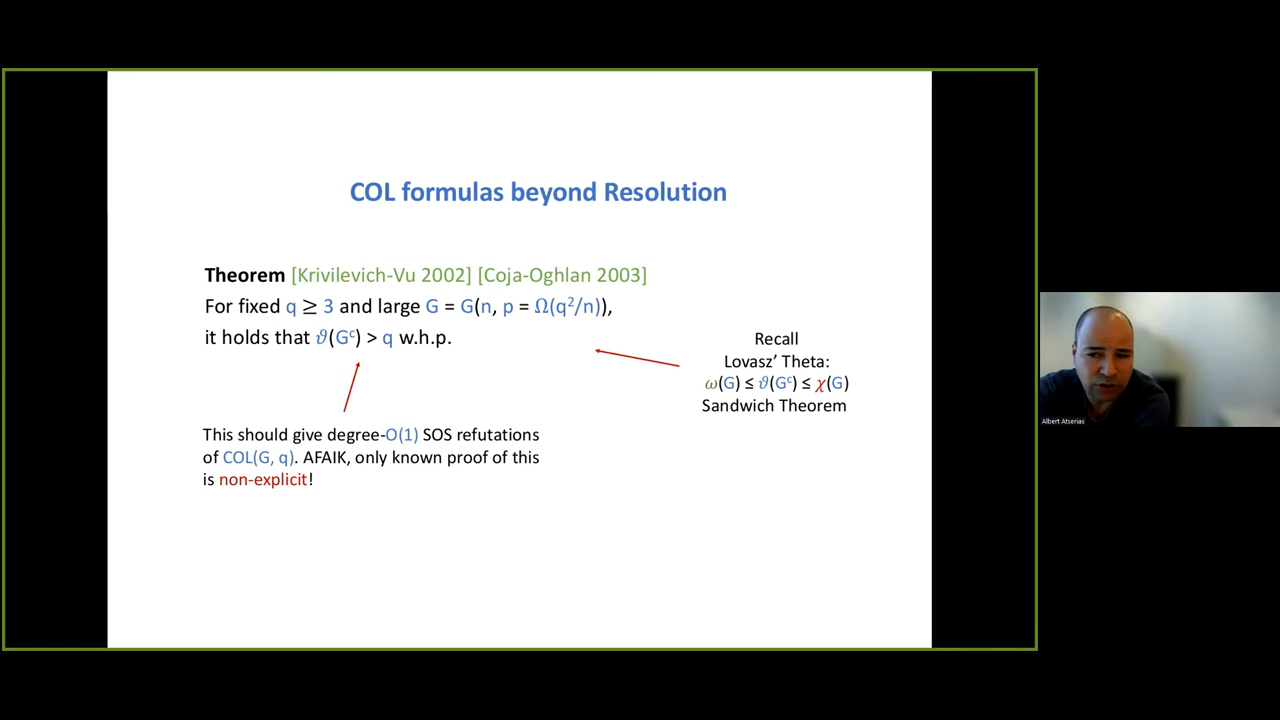 COL formulas beyond Resolution
Theorem [Krivilevich-Vu 2002] [Coja-Oghlan 2003]
For fixed q ≥ 3 and large G = G(n, p = Ω(q²/n)),
it holds that 𝜗(Gᶜ) > q w.h.p.
Recall
Lovasz’ Theta:
ω(G) ≤ 𝜗(Gᶜ) ≤ χ(G)
Sandwich Theorem
This should give degree-O(1) SOS refutations
of COL(G, q). AFAIK, only known proof of this
is non-explicit!
Albert Atserias